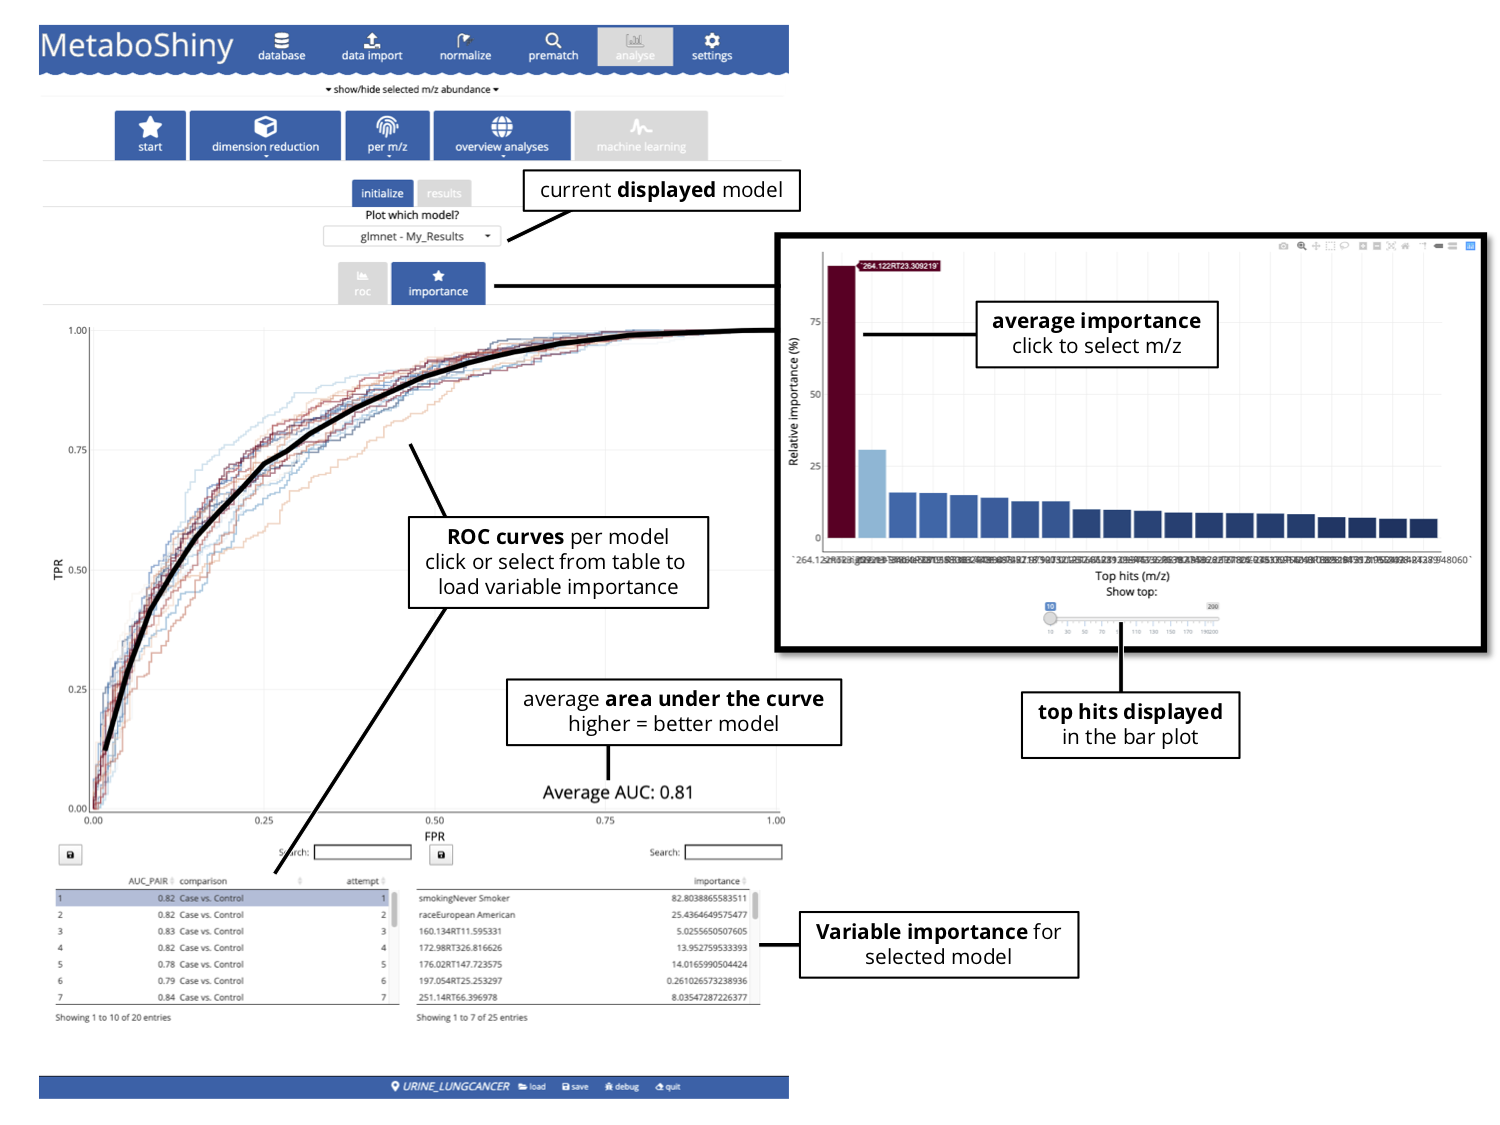 MetaboShiny
database
data import
normalize
prematch
analyse
settings
show/hide selected m/z abundance
start
dimension reduction
per m/z
overview analyses
machine learning
initialize
results
current displayed model
Plot which model?
glmnet - My_Results
roc
importance
1.00
0.75
0.50
0.25
0.00
TPR
0.00
0.25
0.50
0.75
1.00
FPR
ROC curves per model
click or select from table to
load variable importance
average area under the curve
higher = better model
Average AUC: 0.81
`264.122RT23.309219`
average importance
click to select m/z
75
50
25
0
Relative importance (%)
Top hits (m/z)
Show top:
10
200
10 30 50 70 110 130 150 170
top hits displayed
in the bar plot
Search:
Search:
AUC_PAIR comparison attempt
1 0.82 Case vs. Control 1
2 0.82 Case vs. Control 2
3 0.83 Case vs. Control 3
4 0.82 Case vs. Control 4
5 0.78 Case vs. Control 5
6 0.79 Case vs. Control 6
7 0.84 Case vs. Control 7
Showing 1 to 10 of 20 entries
importance
smokingNever Smoker 82.8038865583511
raceEuropean American 25.4364649575477
160.134RT11.595331 5.0255650507605
172.98RT326.816626 13.952759533393
176.02RT147.723575 14.0165990504424
197.054RT25.253297 0.261026573238936
251.14RT66.396978 8.03547287226377
Showing 1 to 7 of 25 entries
Variable importance for
selected model
URINE_LUNGCANCER load save debug quit